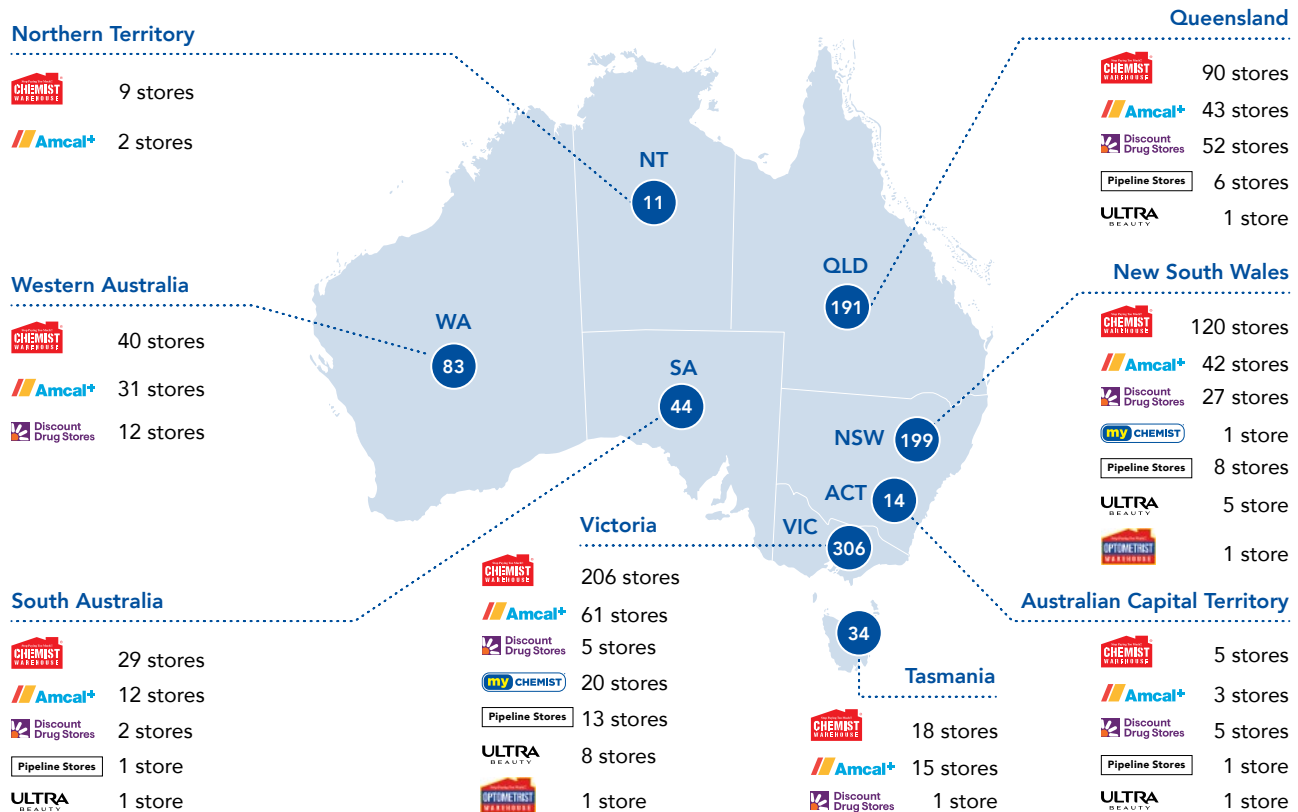 Northern Territory
CHEMIST
WAREHOUSE
9 stores
Amcal+
2 stores
Western Australia
CHEMIST
WAREHOUSE
40 stores
Amcal+
31 stores
Discount
Drug Stores
12 stores
South Australia
CHEMIST
WAREHOUSE
29 stores
Amcal+
12 stores
Discount
Drug Stores
2 stores
Pipeline Stores
1 store
ULTRA
BEAUTY
1 store
NT
11
WA
83
SA
44
QLD
191
NSW
199
ACT
14
VIC
306
34
Victoria
CHEMIST
WAREHOUSE
206 stores
Amcal+
61 stores
Discount
Drug Stores
5 stores
my CHEMIST
20 stores
Pipeline Stores
13 stores
ULTRA
BEAUTY
8 stores
OPTOMETRIST
WAREHOUSE
1 store
Tasmania
CHEMIST
WAREHOUSE
18 stores
Amcal+
15 stores
Discount
Drug Stores
1 store
Queensland
CHEMIST
WAREHOUSE
90 stores
Amcal+
43 stores
Discount
Drug Stores
52 stores
Pipeline Stores
6 stores
ULTRA
BEAUTY
1 store
New South Wales
CHEMIST
WAREHOUSE
120 stores
Amcal+
42 stores
Discount
Drug Stores
27 stores
my CHEMIST
1 store
Pipeline Stores
8 stores
ULTRA
BEAUTY
5 store
OPTOMETRIST
WAREHOUSE
1 store
Australian Capital Territory
CHEMIST
WAREHOUSE
5 stores
Amcal+
3 stores
Discount
Drug Stores
5 stores
Pipeline Stores
1 store
ULTRA
BEAUTY
1 store